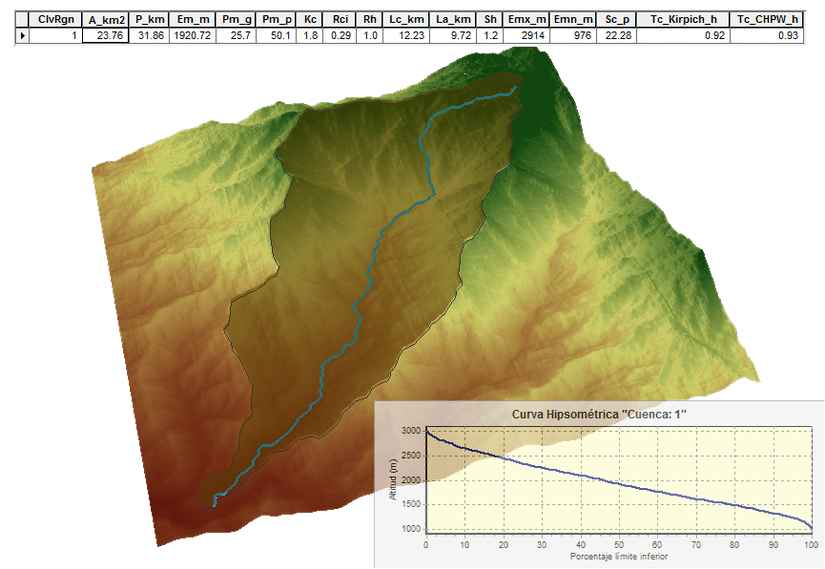 ClvRgn A_km2 P_km Em_m Pm_g Pm_p Kc Rci Rh Lc_km La_km Sh Emx_m Emn_m Sc_p Tc_Kirpich_h Tc_CHPW_h
1 23.76 31.86 1920.72 25.7 50.1 1.8 0.29 1.0 12.23 9.72 1.2 2914 976 22.28 0.92 0.93
Curva Hipsométrica "Cuenca: 1"
Altitud (m)
3000
2500
2000
1500
1000
0 10 20 30 40 50 60 70 80 90 100
Porcentaje límite inferior